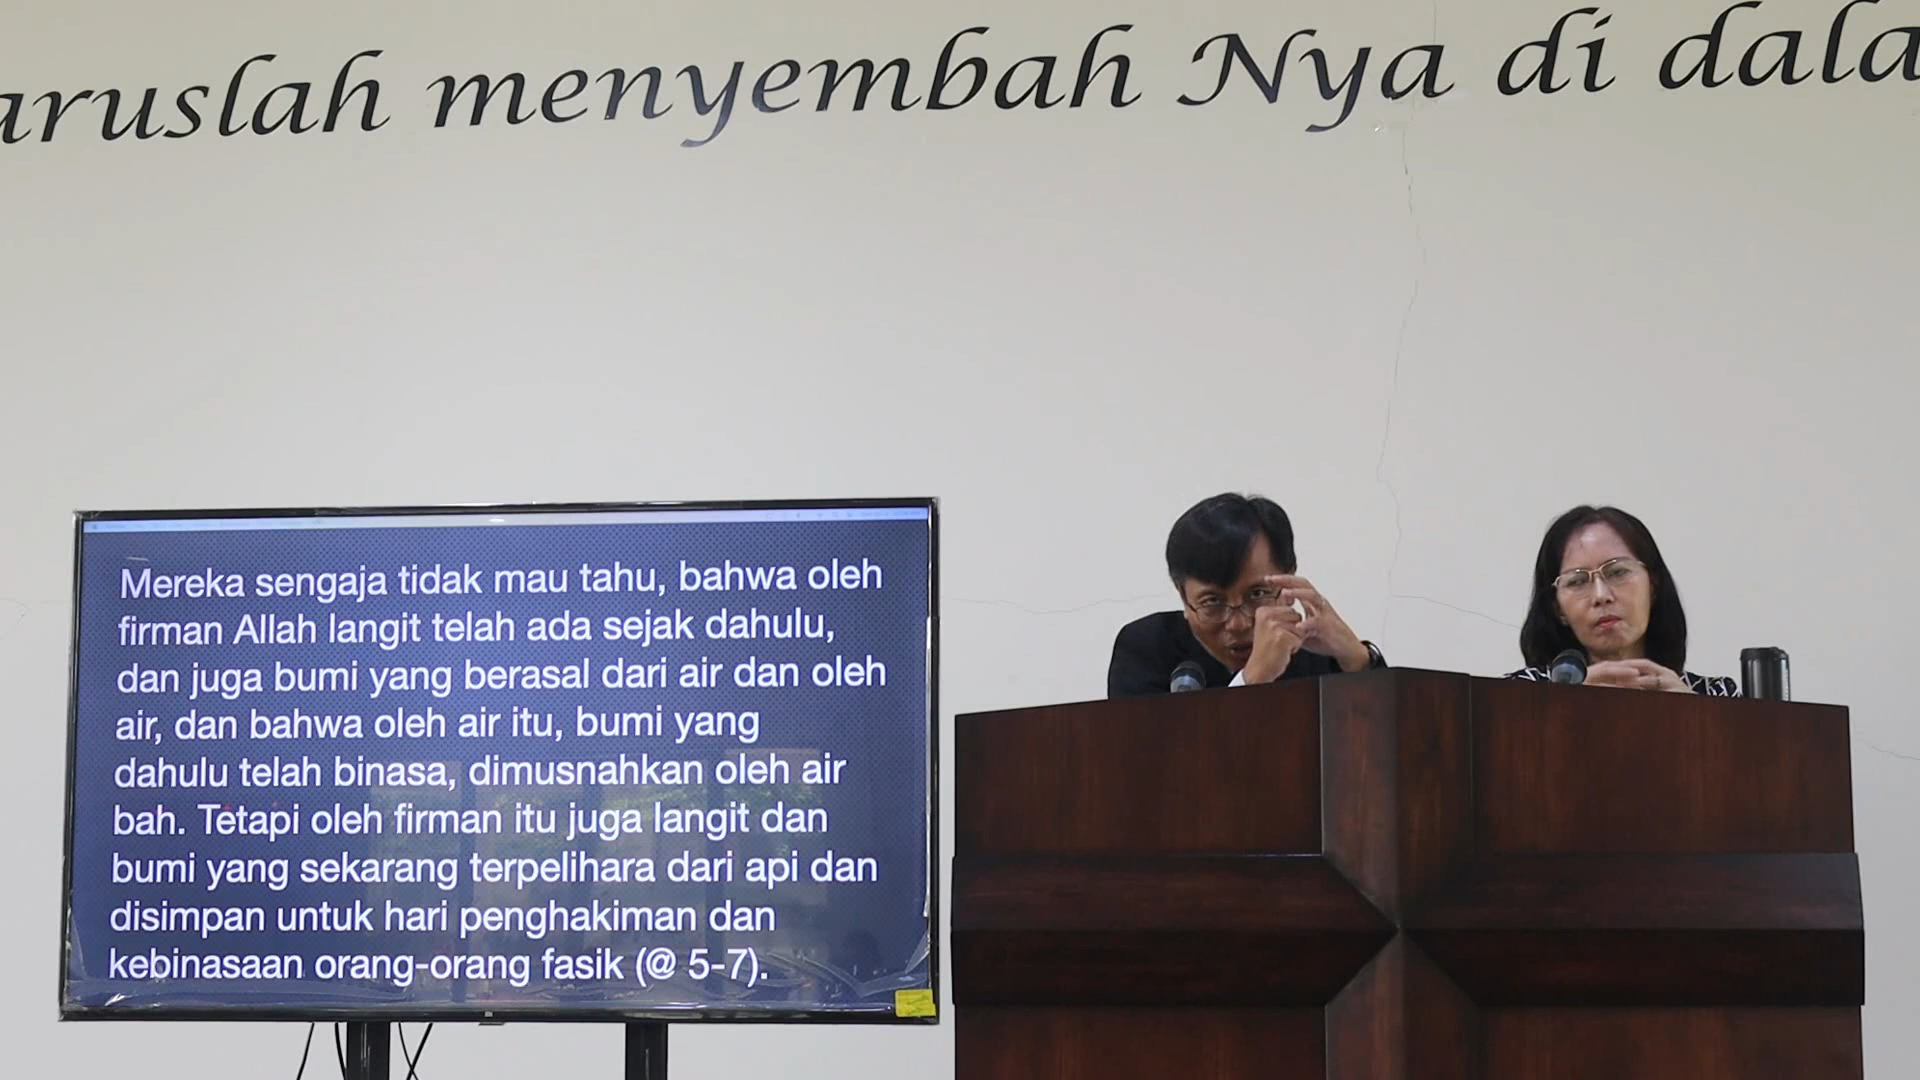 aruslah menyembah Nya di dala
Mereka sengaja tidak mau tahu, bahwa oleh
firman Allah langit telah ada sejak dahulu,
dan juga bumi yang berasal dari air dan oleh
air, dan bahwa oleh air itu, bumi yang
dahulu telah binasa, dimusnahkan oleh air
bah. Tetapi oleh firman itu juga langit dan
bumi yang sekarang terpelihara dari api dan
disimpan untuk hari penghakiman dan
kebinasaan orang-orang fasik (@ 5-7).